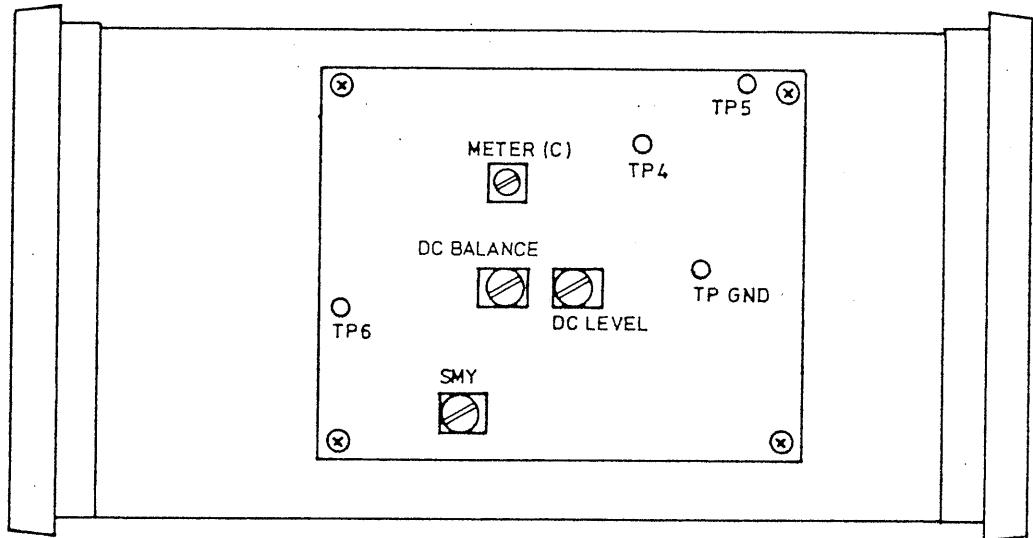 TP5
METER (C)
TP4
DC BALANCE
TP GND
TP6
DC LEVEL
SMY